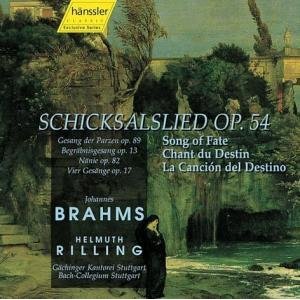 hänssler
CLASSIC
Exclusive Series
SCHICKSALSLIED OP. 54
Gesang der Parzen op. 89
Begräbnisgesang op. 13
Nänie op. 82
Vier Gesänge op. 17
Song of Fate
Chant du Destin
La Canción del Destino
Johannes
BRAHMS
HELMUTH
RILLING
Gächinger Kantorei Stuttgart
Bach-Collegium Stuttgart